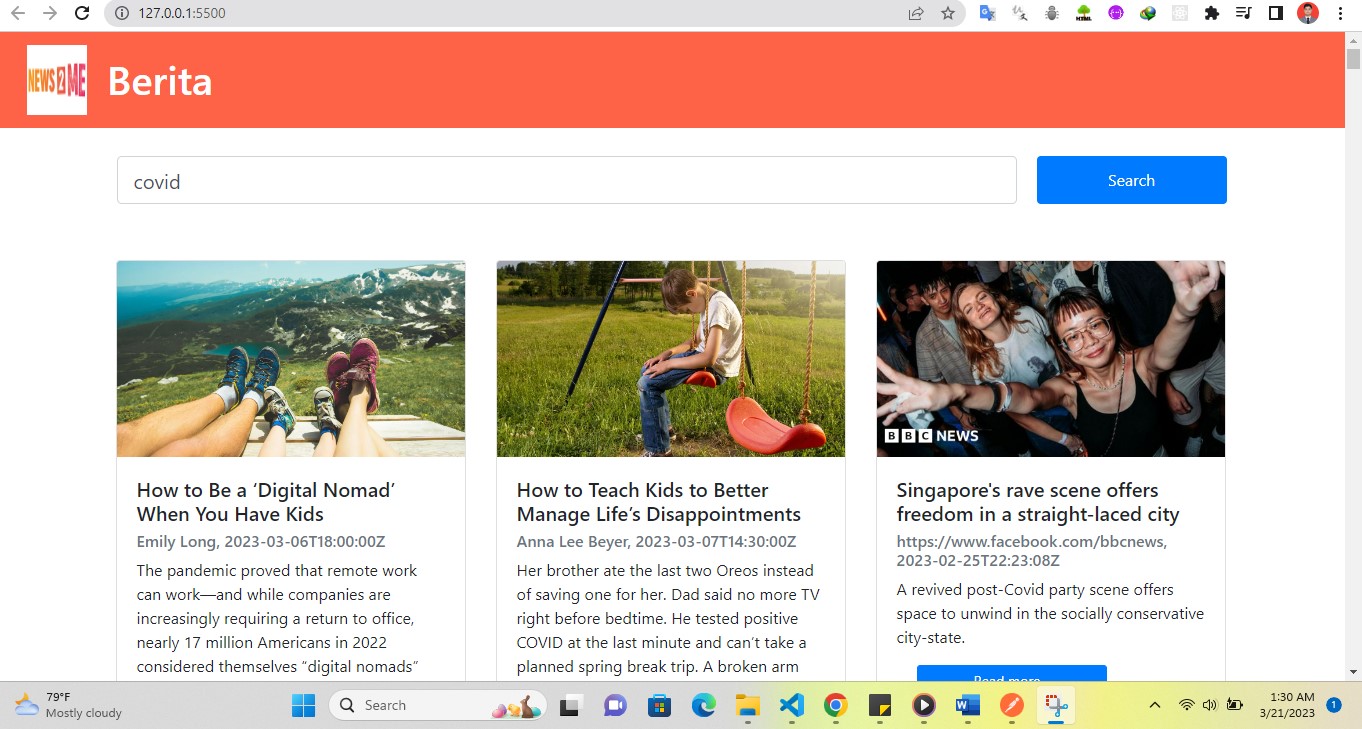 127.0.0.1:5500
NEWS2ME
Berita
covid
Search
BBC NEWS
How to Be a ‘Digital Nomad’
When You Have Kids
Emily Long, 2023-03-06T18:00:00Z
The pandemic proved that remote work
can work—and while companies are
increasingly requiring a return to office,
nearly 17 million Americans in 2022
considered themselves “digital nomads”
How to Teach Kids to Better
Manage Life’s Disappointments
Anna Lee Beyer, 2023-03-07T14:30:00Z
Her brother ate the last two Oreos instead
of saving one for her. Dad said no more TV
right before bedtime. He tested positive
COVID at the last minute and can’t take a
planned spring break trip. A broken arm
Singapore's rave scene offers
freedom in a straight-laced city
https://www.facebook.com/bbcnews,
2023-02-25T22:23:08Z
A revived post-Covid party scene offers
space to unwind in the socially conservative
city-state.
Read more
79°F
Mostly cloudy
Search
1:30 AM
3/21/2023
1